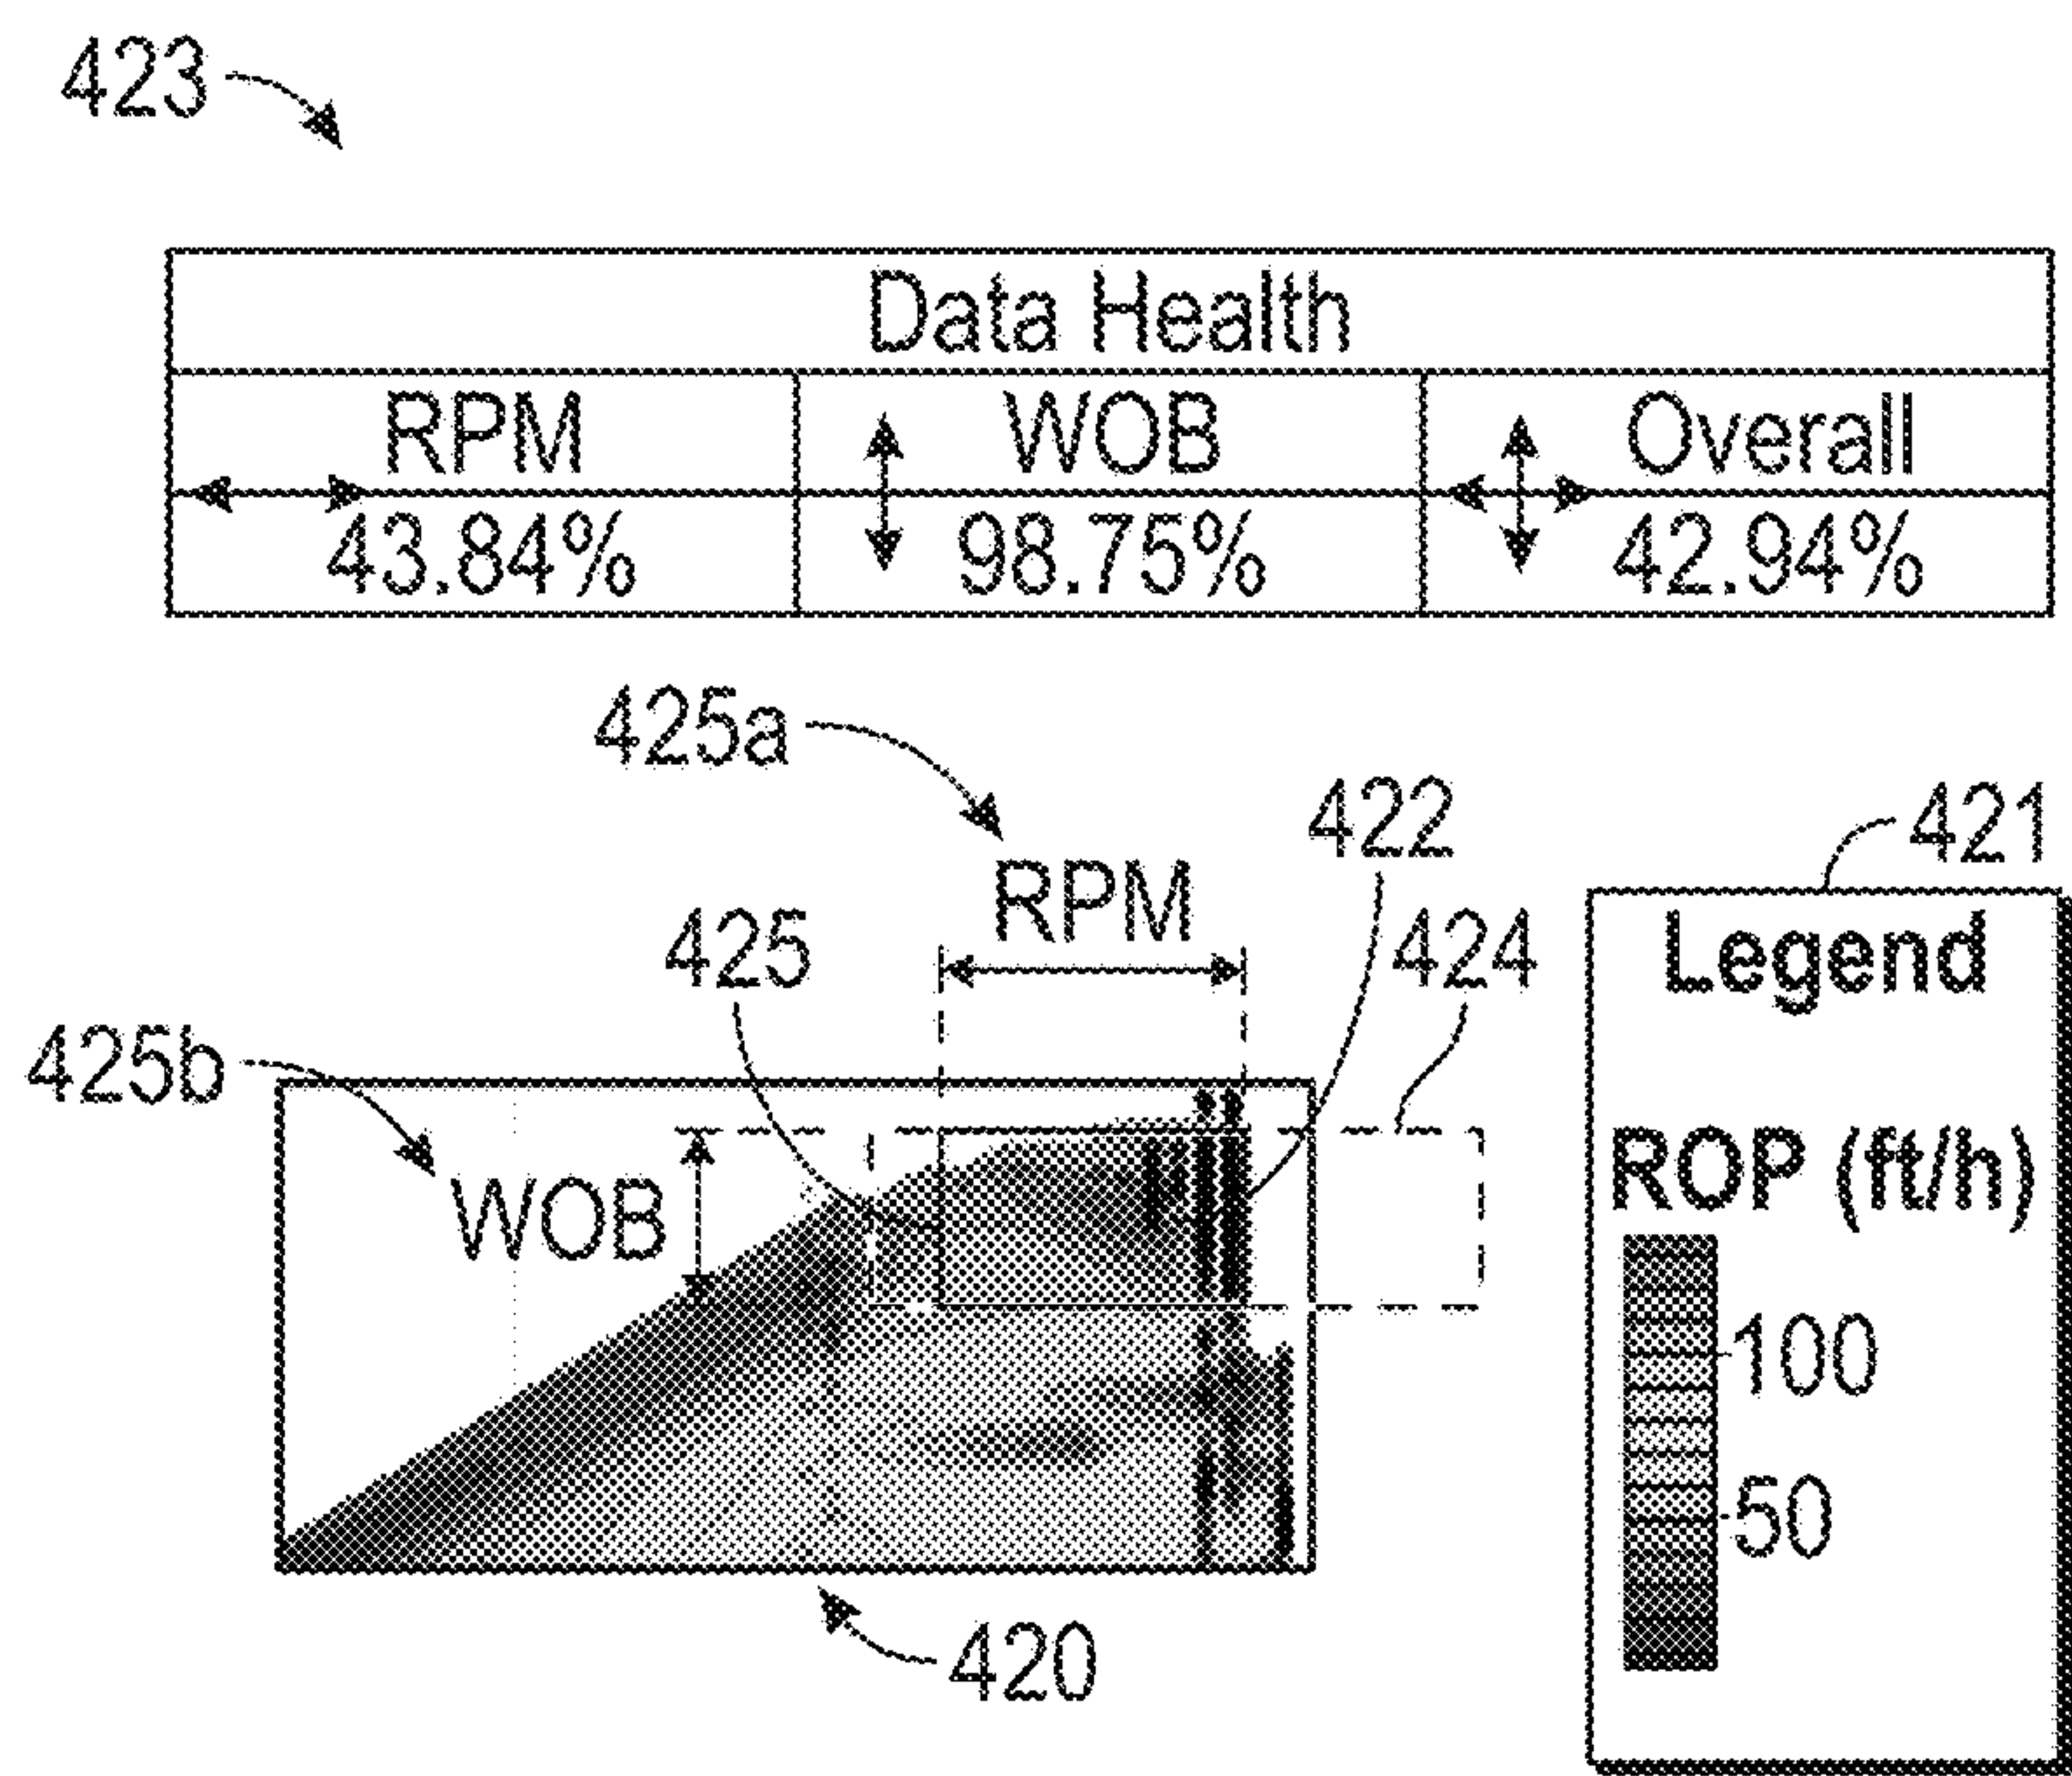 423
Data Health
RPM WOB Overall
43.84% 98.75% 42.94%
425a
422
421
RPM
425
424
Legend
425b
WOB
ROP (ft/h)
100
50
420